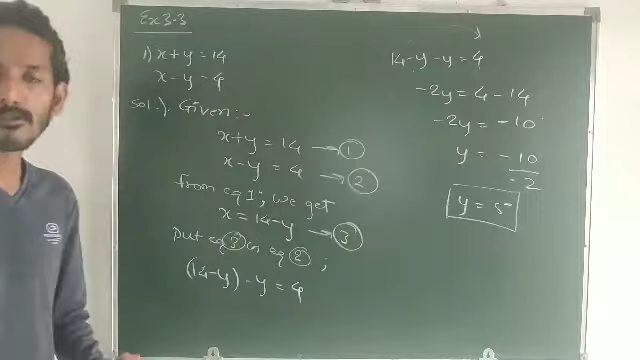 Ex 3.3
1) x + y = 14
x - y = 4
Sol). Given:-
x + y = 14 → ①
x - y = 4 → ②
from eq 1; we get
x = 14 - y → ③
put eq ③ in eq ② ;
(14 - y) - y = 4
14 - y - y = 4
-2y = 4 - 14
-2y = -10
y = -10/-2
y = 5